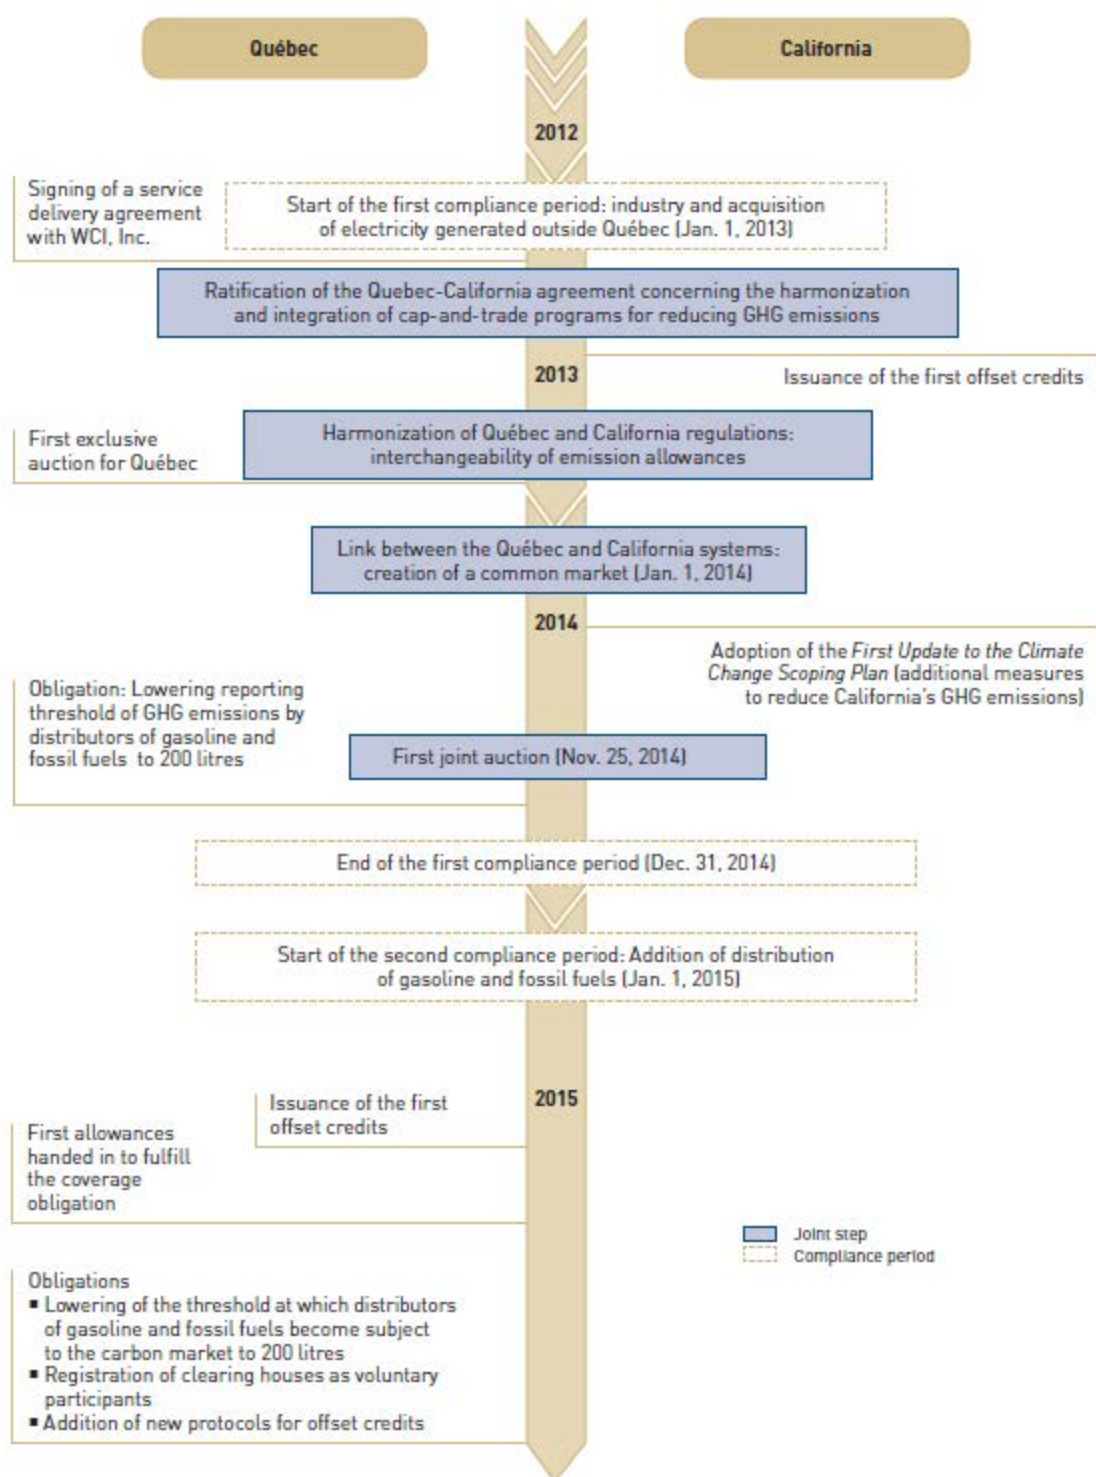 Québec
California
2012
Signing of a service
delivery agreement
with WCI, Inc.
Start of the first compliance period: industry and acquisition
of electricity generated outside Québec (Jan. 1, 2013)
Ratification of the Quebec-California agreement concerning the harmonization
and integration of cap-and-trade programs for reducing GHG emissions
2013
Issuance of the first offset credits
First exclusive
auction for Québec
Harmonization of Québec and California regulations:
interchangeability of emission allowances
Link between the Québec and California systems:
creation of a common market (Jan. 1, 2014)
2014
Adoption of the First Update to the Climate
Change Scoping Plan (additional measures
to reduce California's GHG emissions)
Obligation: Lowering reporting
threshold of GHG emissions by
distributors of gasoline and
fossil fuels to 200 litres
First joint auction (Nov. 25, 2014)
End of the first compliance period (Dec. 31, 2014)
Start of the second compliance period: Addition of distribution
of gasoline and fossil fuels (Jan. 1, 2015)
2015
Issuance of the first
offset credits
First allowances
handed in to fulfill
the coverage
obligation
Joint step
Compliance period
Obligations
▪ Lowering of the threshold at which distributors
of gasoline and fossil fuels become subject
to the carbon market to 200 litres
▪ Registration of clearing houses as voluntary
participants
▪ Addition of new protocols for offset credits